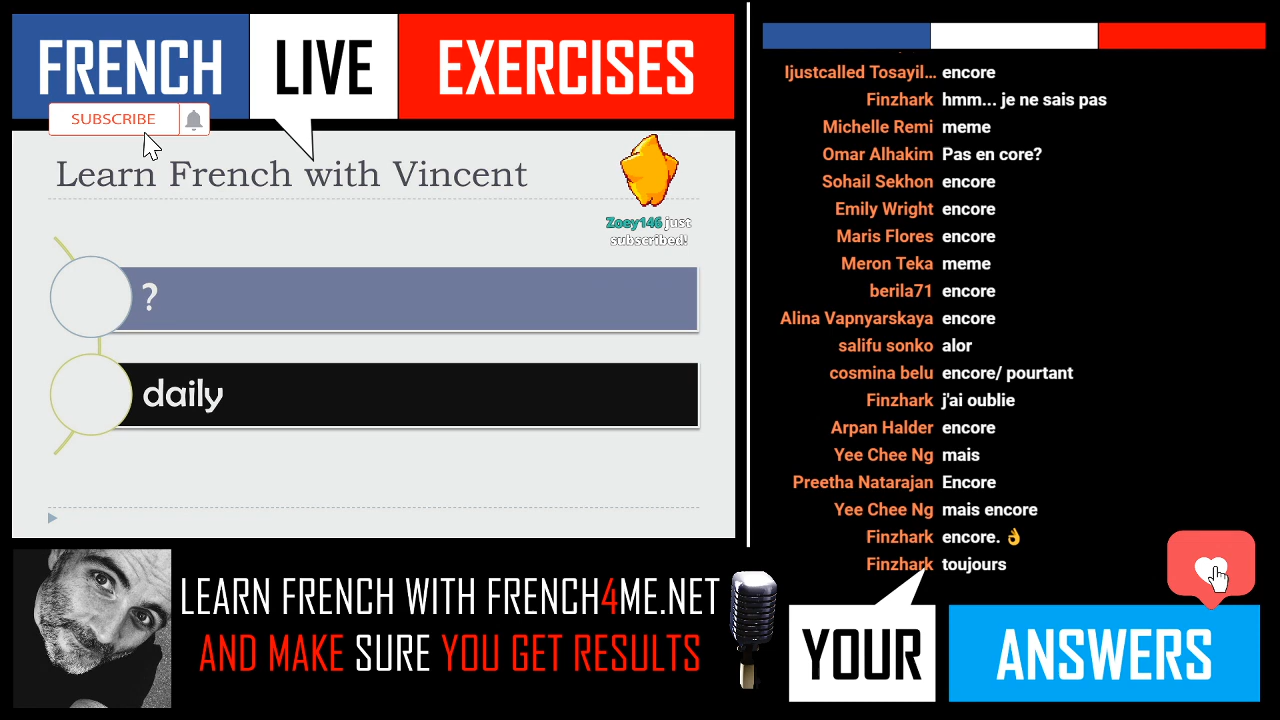 FRENCH LIVE EXERCISES
SUBSCRIBE
Learn French with Vincent
Zoey146 just
subscribed!
?
daily
LEARN FRENCH WITH FRENCH4ME.NET
AND MAKE SURE YOU GET RESULTS
Ijustcalled Tosayil... encore
Finzhark hmm... je ne sais pas
Michelle Remi meme
Omar Alhakim Pas en core?
Sohail Sekhon encore
Emily Wright encore
Maris Flores encore
Meron Teka meme
berila71 encore
Alina Vapnyarskaya encore
salifu sonko alor
cosmina belu encore/ pourtant
Finzhark j'ai oublie
Arpan Halder encore
Yee Chee Ng mais
Preetha Natarajan Encore
Yee Chee Ng mais encore
Finzhark encore. 👌
Finzhark toujours
YOUR ANSWERS